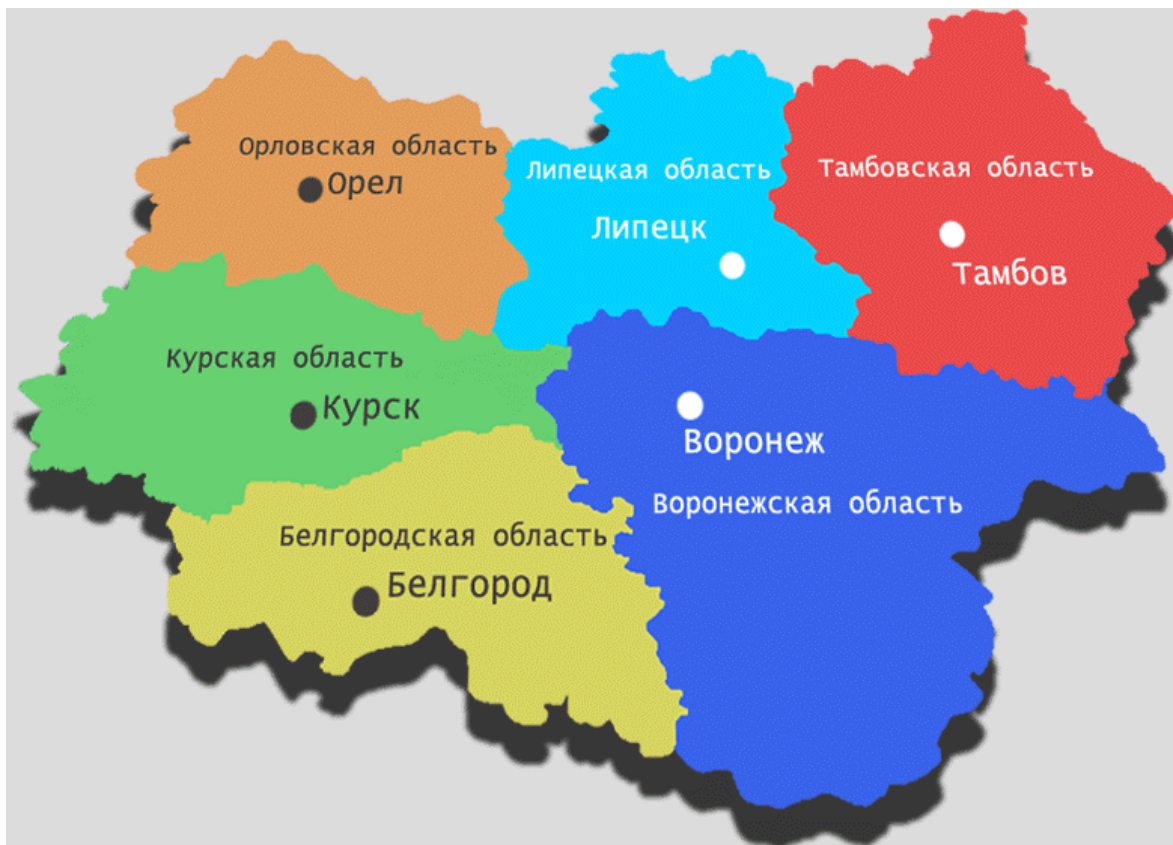 Орловская область
Орел
Липецкая область
Липецк
Тамбовская область
Тамбов
Курская область
Курск
Воронеж
Воронежская область
Белгородская область
Белгород